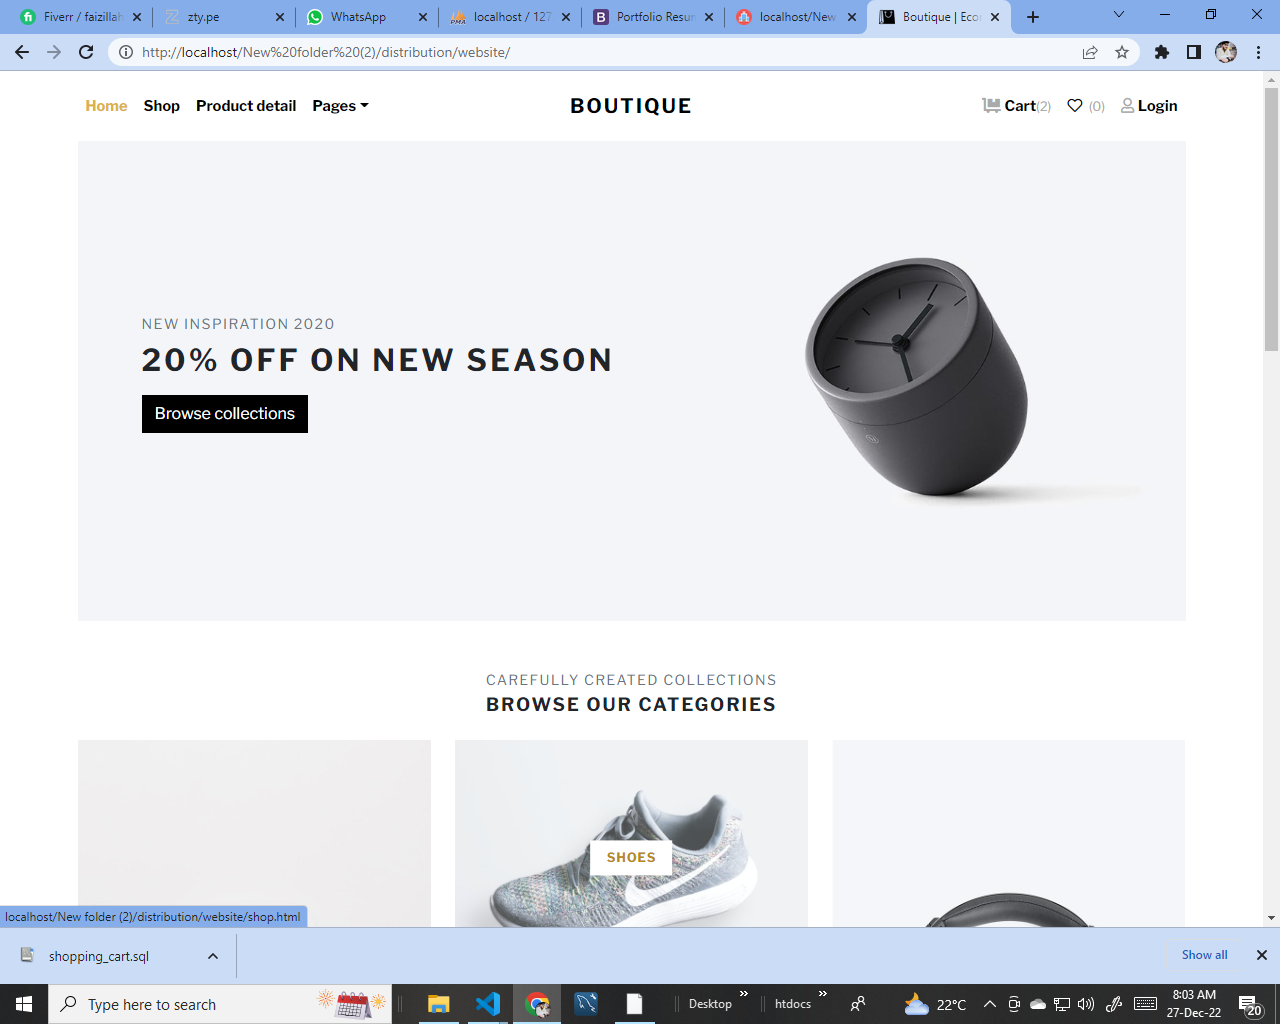 Fiverr / faizillah
zty.pe
WhatsApp
localhost / 127
Portfolio Resum
localhost/New
Boutique | Ecom
http://localhost/New%20folder%20(2)/distribution/website/
Home Shop Product detail Pages
BOUTIQUE
Cart(2) (0) Login
NEW INSPIRATION 2020
20% OFF ON NEW SEASON
Browse collections
CAREFULLY CREATED COLLECTIONS
BROWSE OUR CATEGORIES
SHOES
localhost/New folder (2)/distribution/website/shop.html
shopping_cart.sql
Show all
Type here to search
Desktop
htdocs
22°C
8:03 AM
27-Dec-22
20